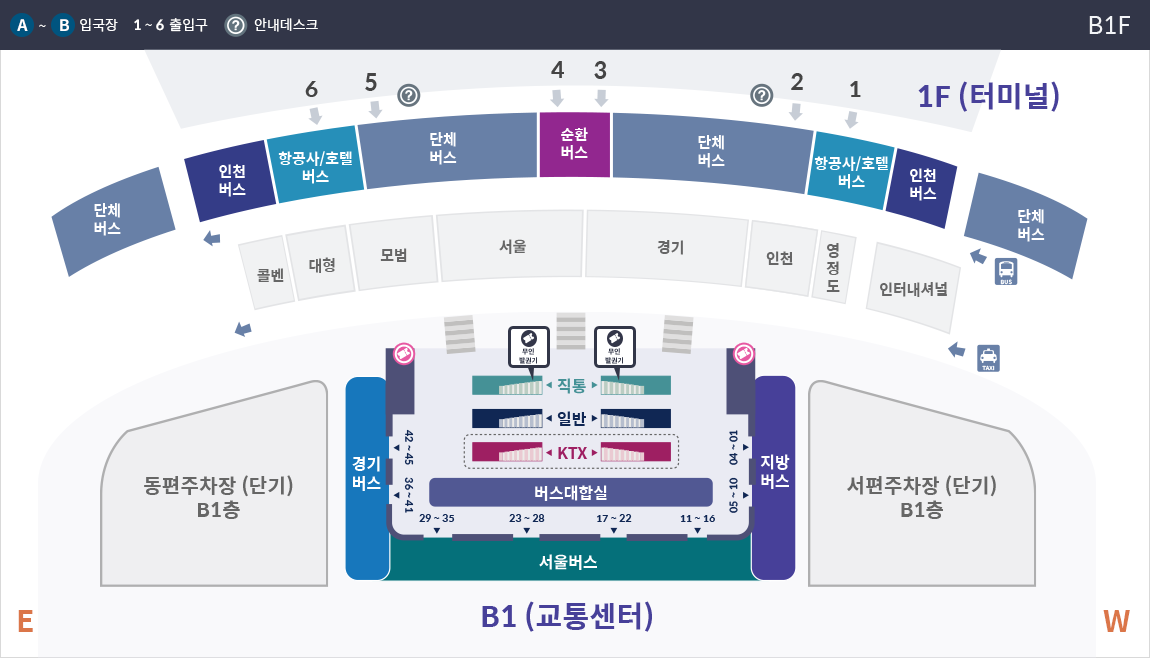 A ~ B 입국장 1 ~ 6 출입구 ? 안내데스크
B1F
6
5
?
4
3
?
2
1
1F (터미널)
단체
버스
인천
버스
항공사/호텔
버스
단체
버스
순환
버스
단체
버스
항공사/호텔
버스
인천
버스
단체
버스
콜벤
대형
모범
서울
경기
인천
영
정
도
인터내셔널
BUS
TAXI
무인
발권기
무인
발권기
직통
일반
KTX
버스대합실
42 ~ 45
36 ~ 41
04 ~ 01
05 ~ 10
29 ~ 35
23 ~ 28
17 ~ 22
11 ~ 16
경기
버스
지방
버스
서울버스
동편주차장 (단기)
B1층
서편주차장 (단기)
B1층
B1 (교통센터)
E
W